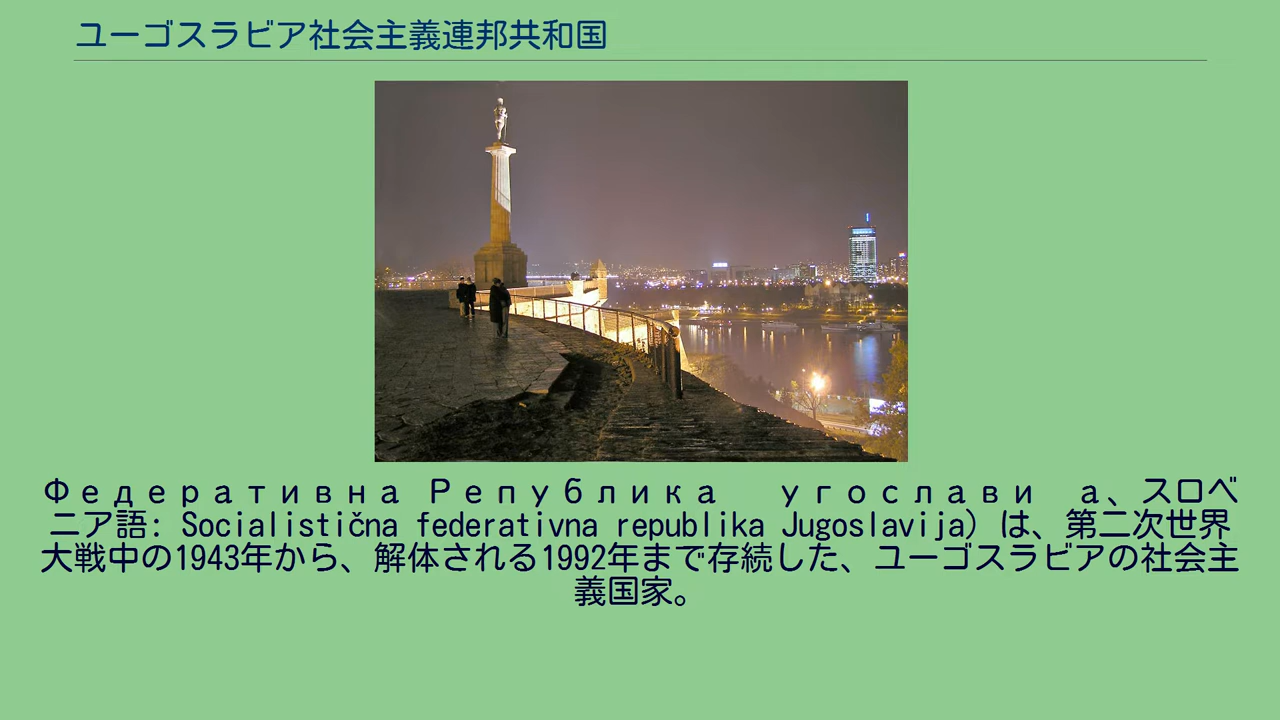 ユーゴスラビア社会主義連邦共和国
Федеративна Република  угослави а、スロベ
ニア語: Socialistična federativna republika Jugoslavija) は、第二次世界
大戦中の1943年から、解体される1992年まで存続した、ユーゴスラビアの社会主
義国家。